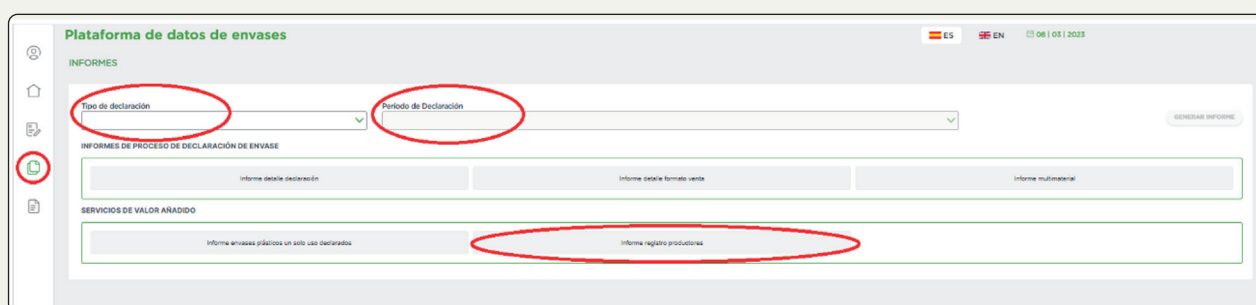 Plataforma de datos de envases
ES EN 08 | 03 | 2023
INFORMES
Tipo de declaración Período de Declaración
GENERAR INFORME
INFORMES DE PROCESO DE DECLARACIÓN DE ENVASE
Informe detalle declaración Informe detalle formato venta Informe multimaterial
SERVICIOS DE VALOR AÑADIDO
Informe envases plásticos un solo uso declarados Informe registro productores